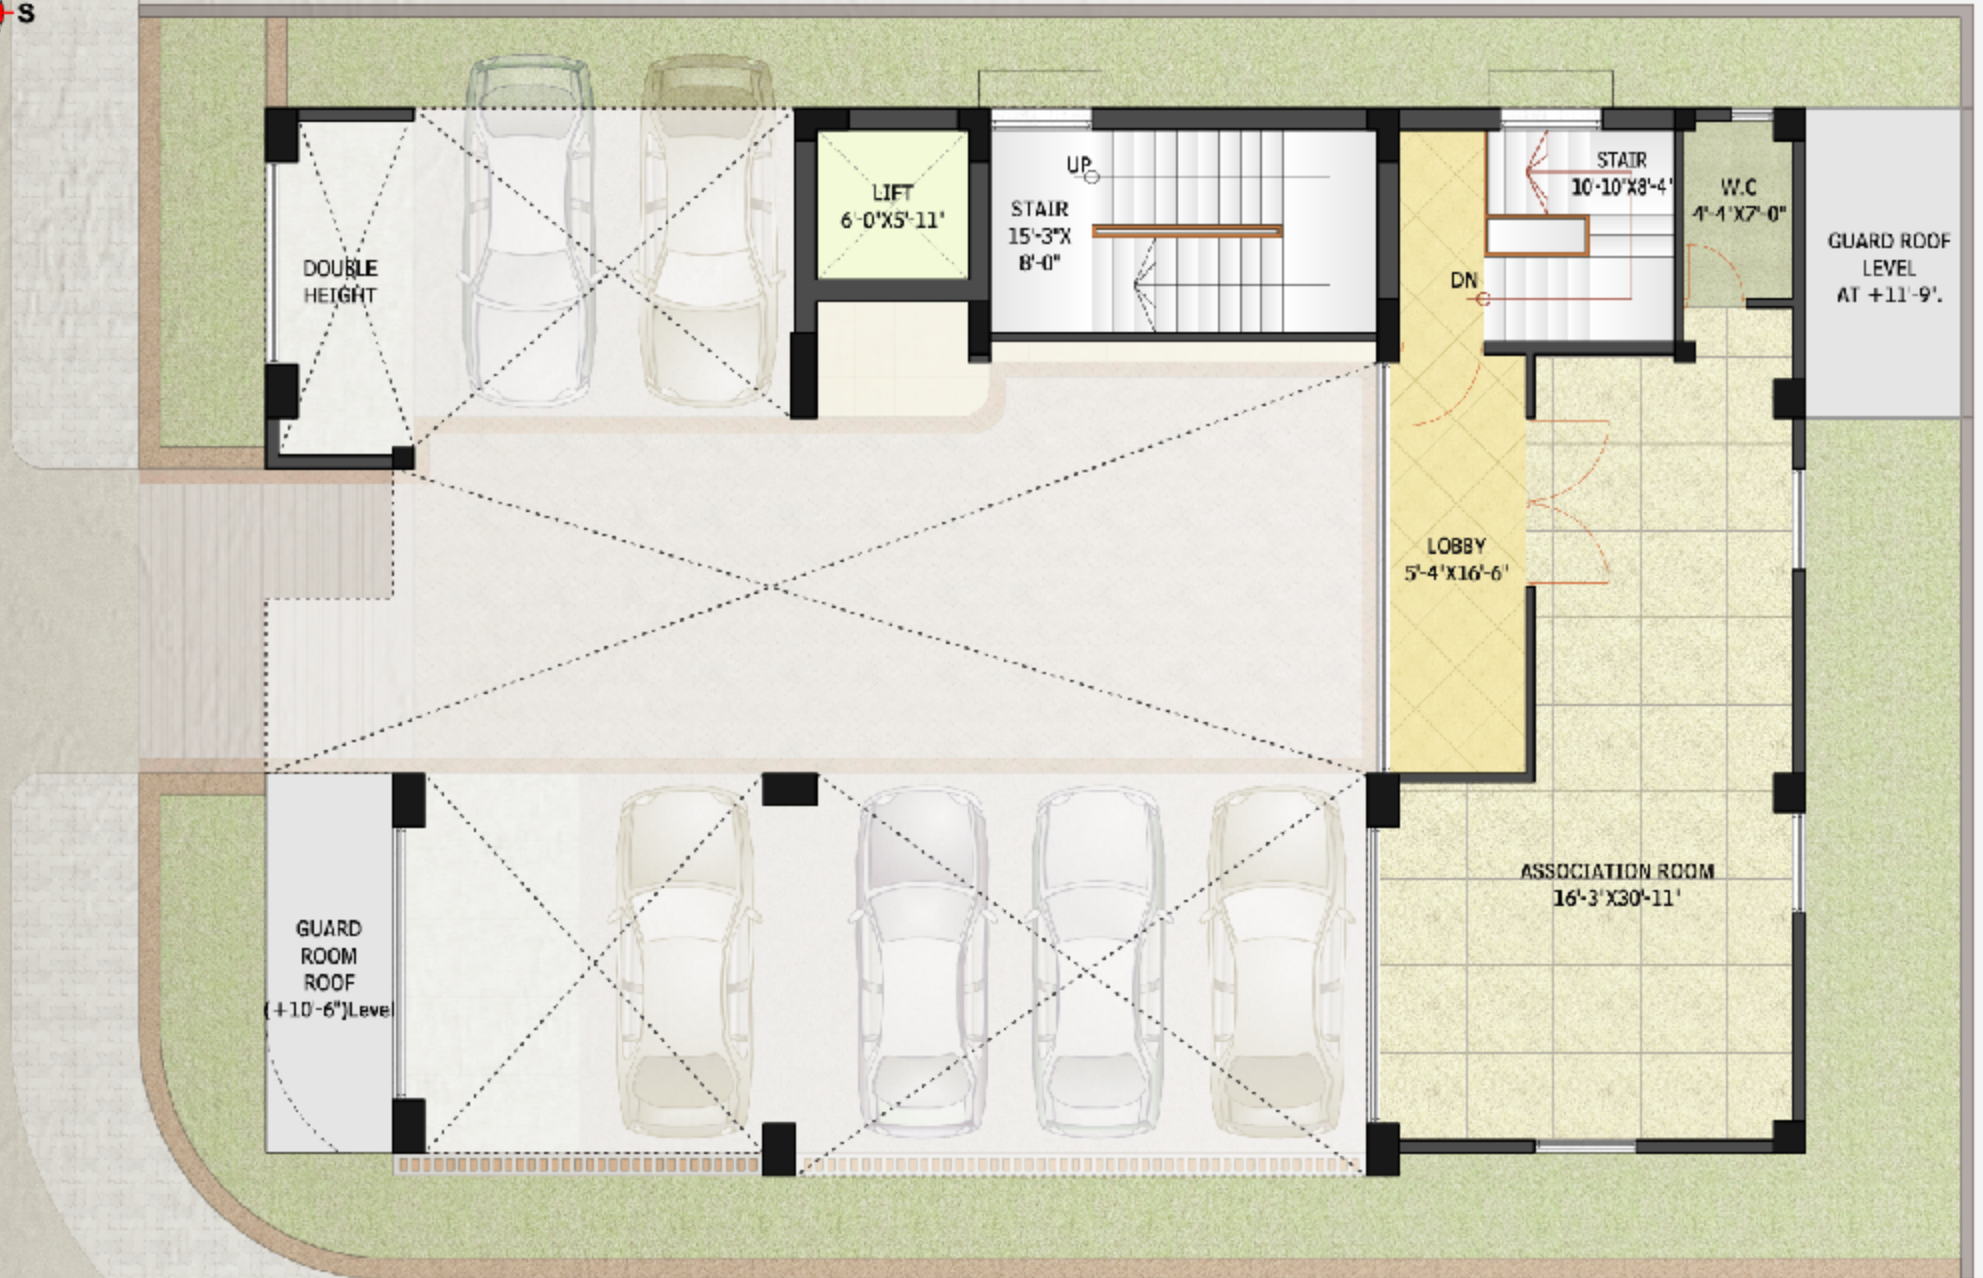 S
UP
LIFT
6'-0"X5'-11"
STAIR
15'-3"X
8'-0"
STAIR
10'-10"X8'-4"
W.C
4'-4"X7'-0"
GUARD ROOF
LEVEL
AT +11'-9".
DOUBLE
HEIGHT
DN
LOBBY
5'-4"X16'-6"
ASSOCIATION ROOM
16'-3"X30'-11"
GUARD
ROOM
ROOF
(+10'-6")Level